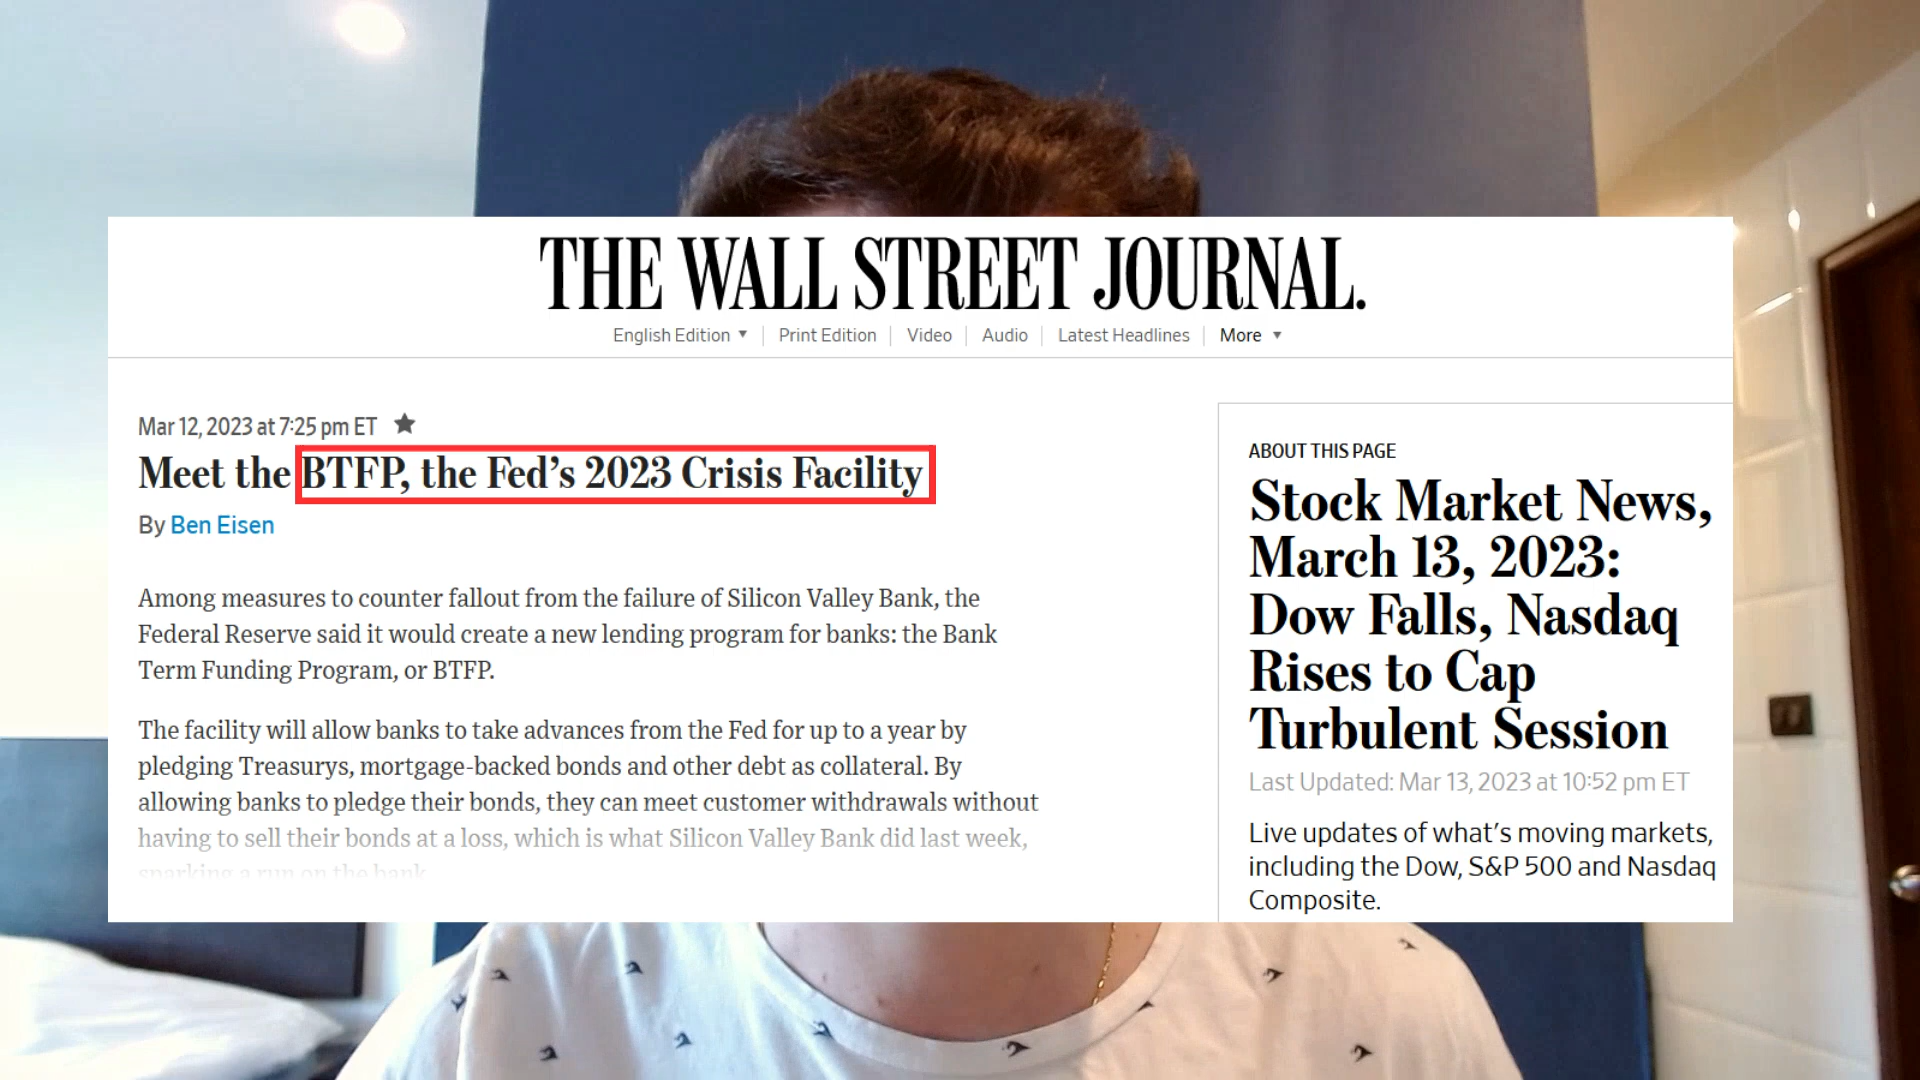 THE WALL STREET JOURNAL.
English Edition ▼ | Print Edition | Video | Audio | Latest Headlines | More ▼
Mar 12, 2023 at 7:25 pm ET ★
Meet the BTFP, the Fed’s 2023 Crisis Facility
By Ben Eisen
Among measures to counter fallout from the failure of Silicon Valley Bank, the
Federal Reserve said it would create a new lending program for banks: the Bank
Term Funding Program, or BTFP.
The facility will allow banks to take advances from the Fed for up to a year by
pledging Treasurys, mortgage-backed bonds and other debt as collateral. By
allowing banks to pledge their bonds, they can meet customer withdrawals without
having to sell their bonds at a loss, which is what Silicon Valley Bank did last week,
sparking a run on the bank
ABOUT THIS PAGE
Stock Market News,
March 13, 2023:
Dow Falls, Nasdaq
Rises to Cap
Turbulent Session
Last Updated: Mar 13, 2023 at 10:52 pm ET
Live updates of what’s moving markets,
including the Dow, S&P 500 and Nasdaq
Composite.